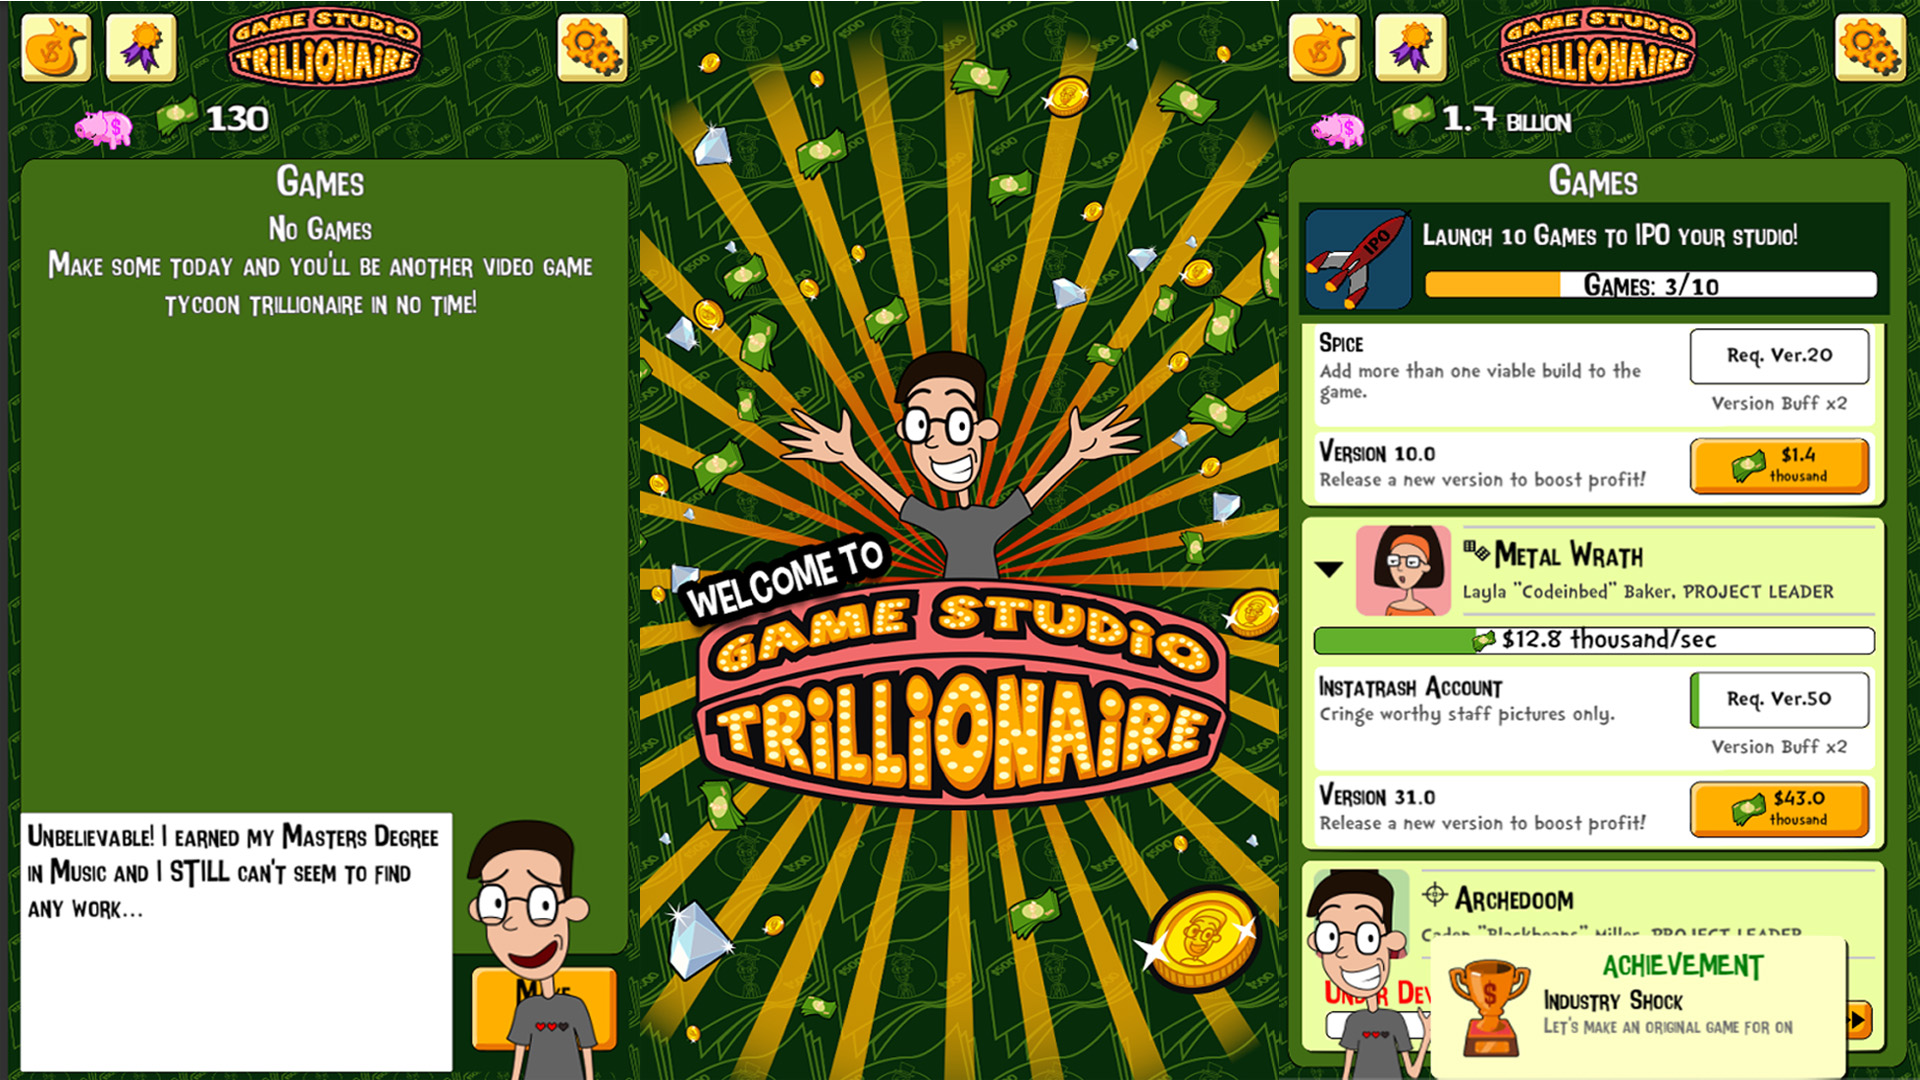 GAME STUDIO
TRILLIONAIRE
130
GAMES
NO GAMES
MAKE SOME TODAY AND YOU'LL BE ANOTHER VIDEO GAME
TYCOON TRILLIONAIRE IN NO TIME!
UNBELIEVABLE! I EARNED MY MASTERS DEGREE
IN MUSIC AND I STILL CAN'T SEEM TO FIND
ANY WORK...
WELCOME TO
GAME STUDIO
TRILLIONAIRE
GAME STUDIO
TRILLIONAIRE
1.7 BILLION
GAMES
IPO
LAUNCH 10 GAMES TO IPO YOUR STUDIO!
GAMES: 3/10
SPICE
Add more than one viable build to the
game.
Req. Ver.20
Version Buff x2
VERSION 10.0
Release a new version to boost profit!
$1.4
thousand
METAL WRATH
Layla "Codeinbed" Baker, PROJECT LEADER
$12.8 thousand/sec
INSTATRASH ACCOUNT
Cringe worthy staff pictures only.
Req. Ver.50
Version Buff x2
VERSION 31.0
Release a new version to boost profit!
$43.0
thousand
ARCHEDOOM
Caden "Blackbeans" Miller, PROJECT LEADER
ACHIEVEMENT
INDUSTRY SHOCK
LET'S MAKE AN ORIGINAL GAME FOR ON